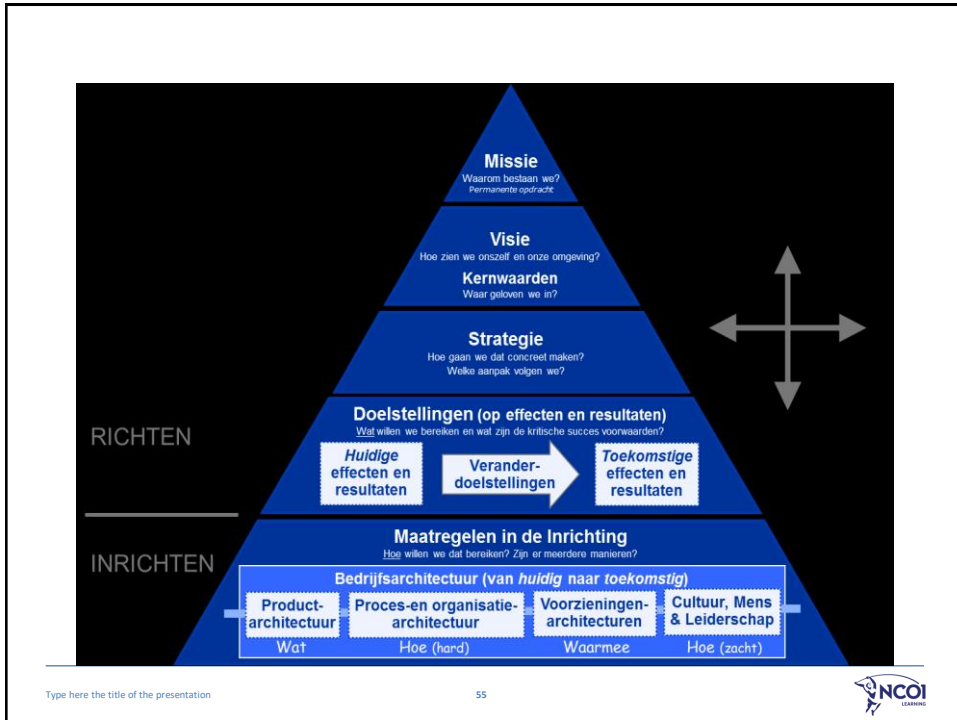 Missie
Waarom bestaan we?
Permanente opdracht
Visie
Hoe zien we onszelf en onze omgeving?
Kernwaarden
Waar geloven we in?
Strategie
Hoe gaan we dat concreet maken?
Welke aanpak volgen we?
RICHTEN
Doelstellingen (op effecten en resultaten)
Wat willen we bereiken en wat zijn de kritische succes voorwaarden?
Huidige
effecten en
resultaten
Verander-
doelstellingen
Toekomstige
effecten en
resultaten
INRICHTEN
Maatregelen in de Inrichting
Hoe willen we dat bereiken? Zijn er meerdere manieren?
Bedrijfsarchitectuur (van huidig naar toekomstig)
Product-
architectuur
Wat
Proces-en organisatie-
architectuur
Hoe (hard)
Voorzieningen-
architecturen
Waarmee
Cultuur, Mens
& Leiderschap
Hoe (zacht)
Type here the title of the presentation
55
NCOI
LEARNING